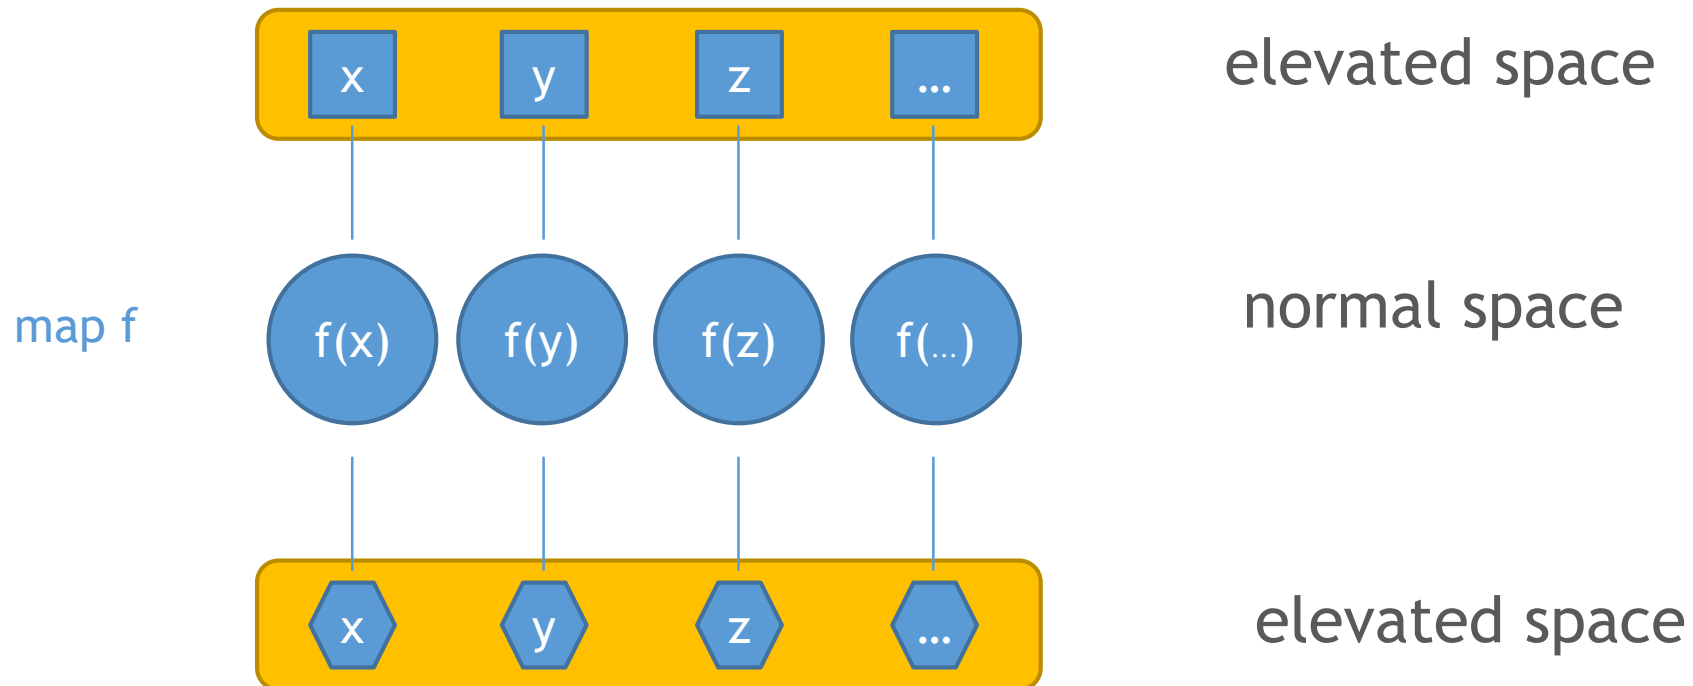 x y z ... elevated space
map f f(x) f(y) f(z) f(...) normal space
x y z ... elevated space